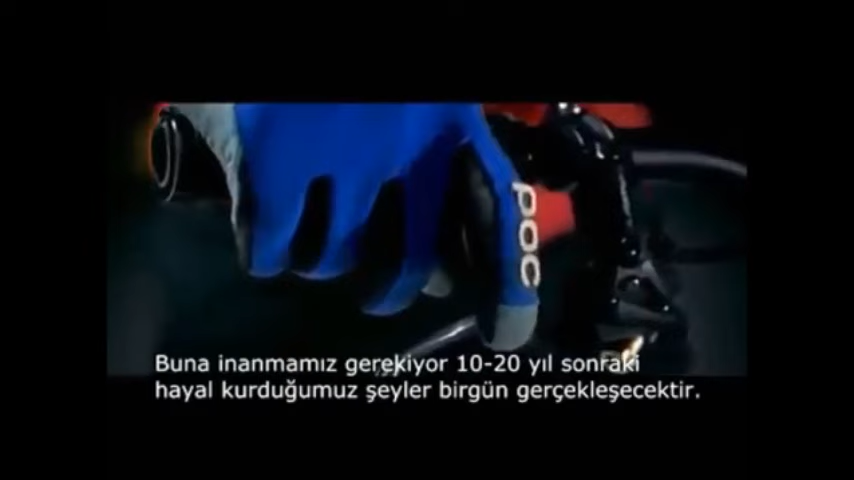 poc
Buna inanmamız gerekiyor 10-20 yıl sonraki
hayal kurduğumuz şeyler birgün gerçekleşecektir.